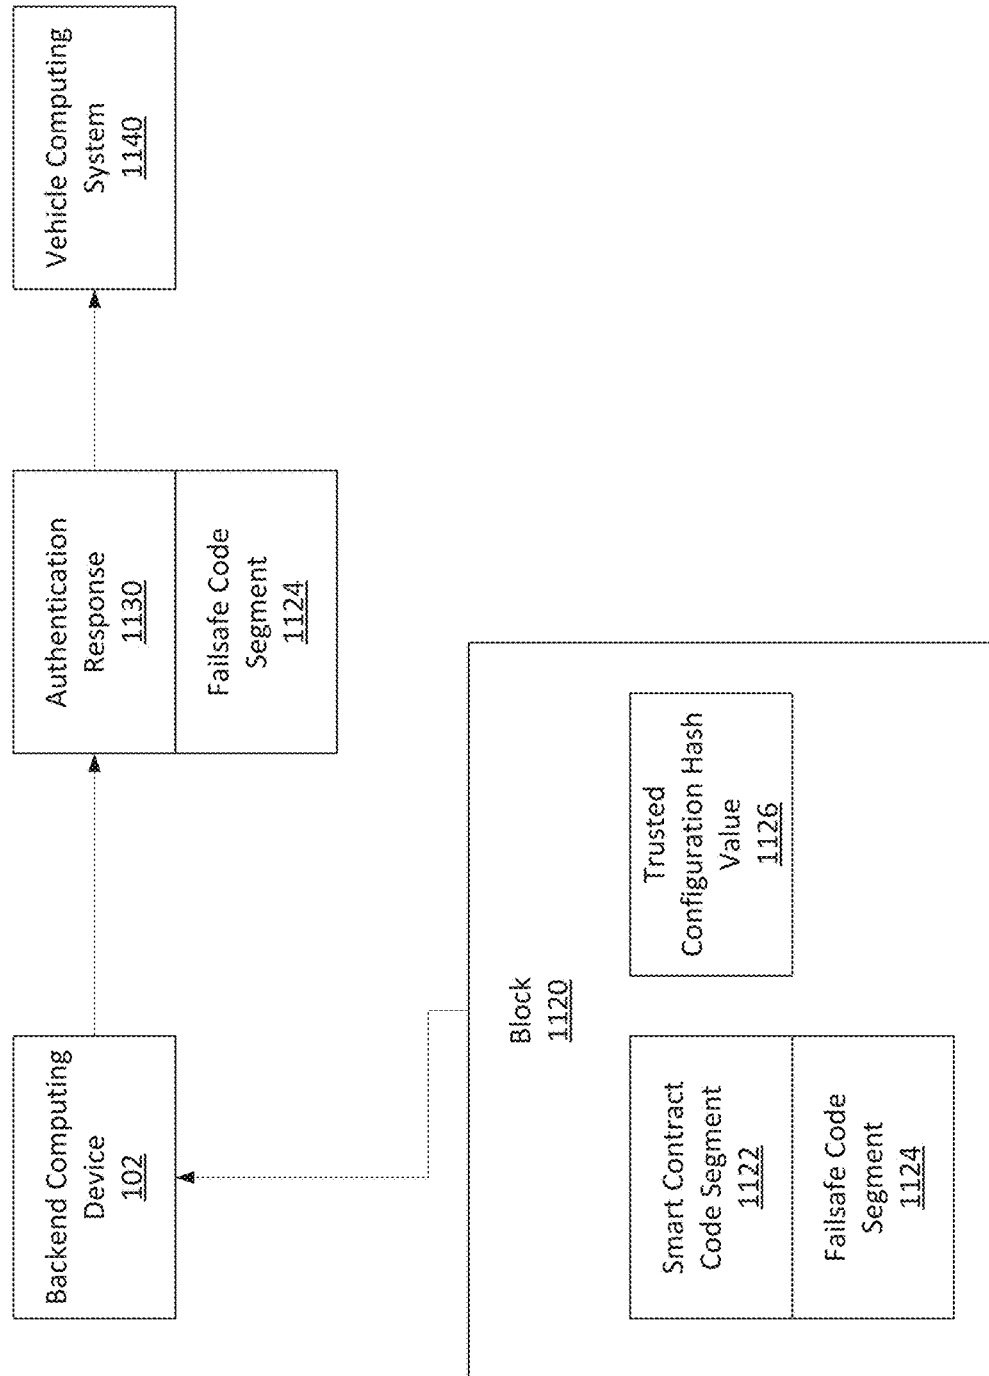 Backend Computing
Device
102
Authentication
Response
1130
Failsafe Code
Segment
1124
Vehicle Computing
System
1140
Block
1120
Smart Contract
Code Segment
1122
Failsafe Code
Segment
1124
Trusted
Configuration Hash
Value
1126